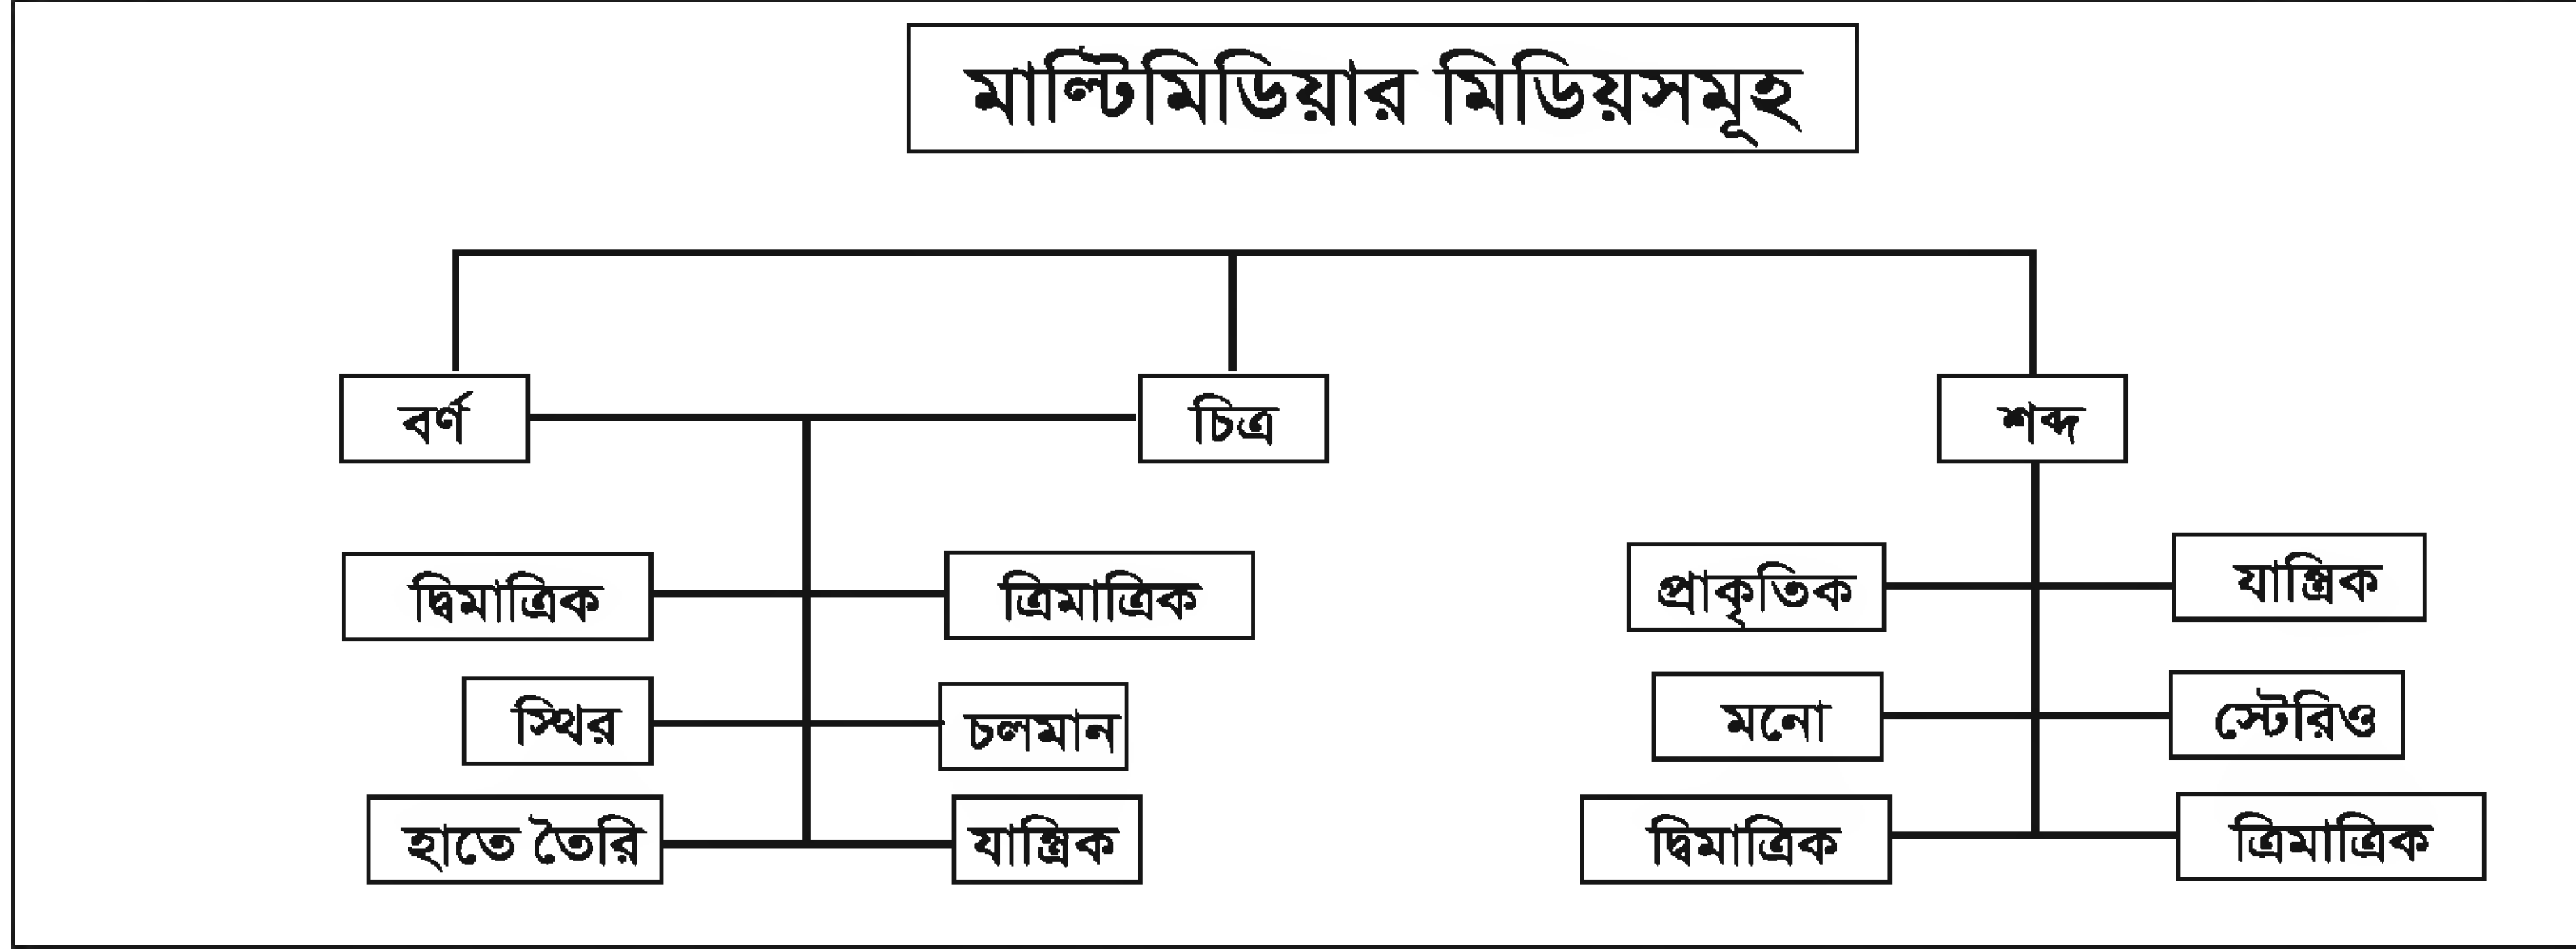 মাল্টিমিডিয়ার মিডিয়সমূহ
বর্ণ চিত্র শব্দ
দ্বিমাত্রিক ত্রিমাত্রিক প্রাকৃতিক যান্ত্রিক
স্থির চলমান মনো স্টেরিও
হাতে তৈরি যান্ত্রিক দ্বিমাত্রিক ত্রিমাত্রিক